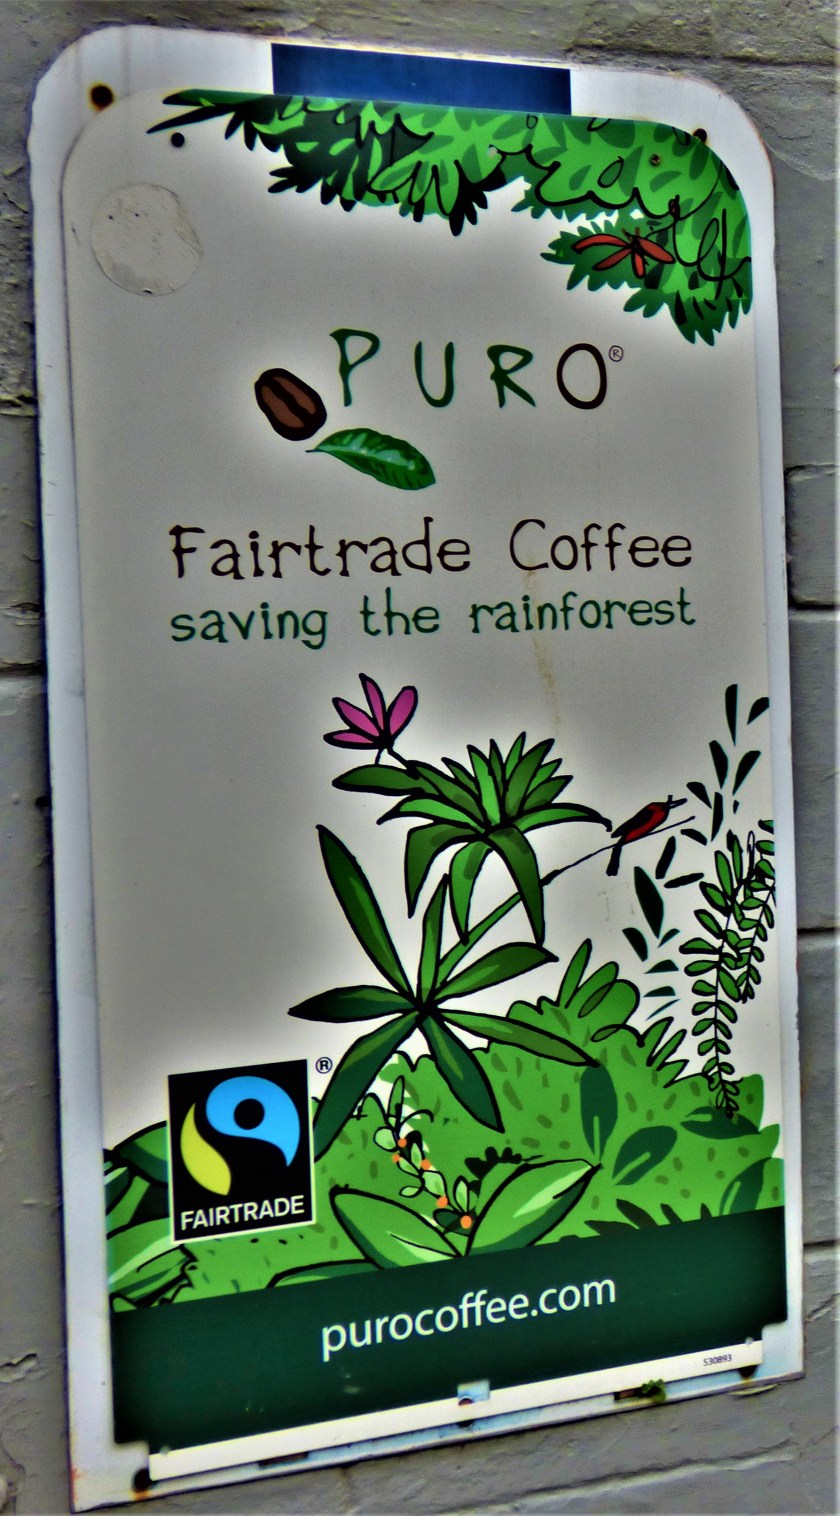 PURO®
Fairtrade Coffee
saving the rainforest
®
FAIRTRADE
purocoffee.com
530893